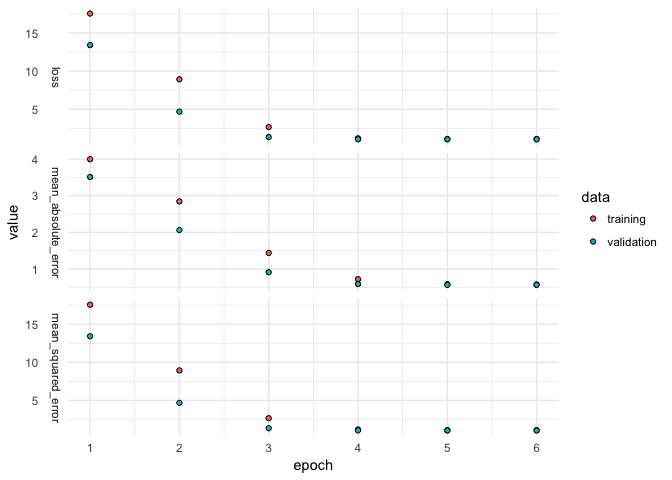 15
10
5
loss
4
3
2
1
mean_absolute_error
15
10
5
mean_squared_error
value
1 2 3 4 5 6
epoch
data
training
validation